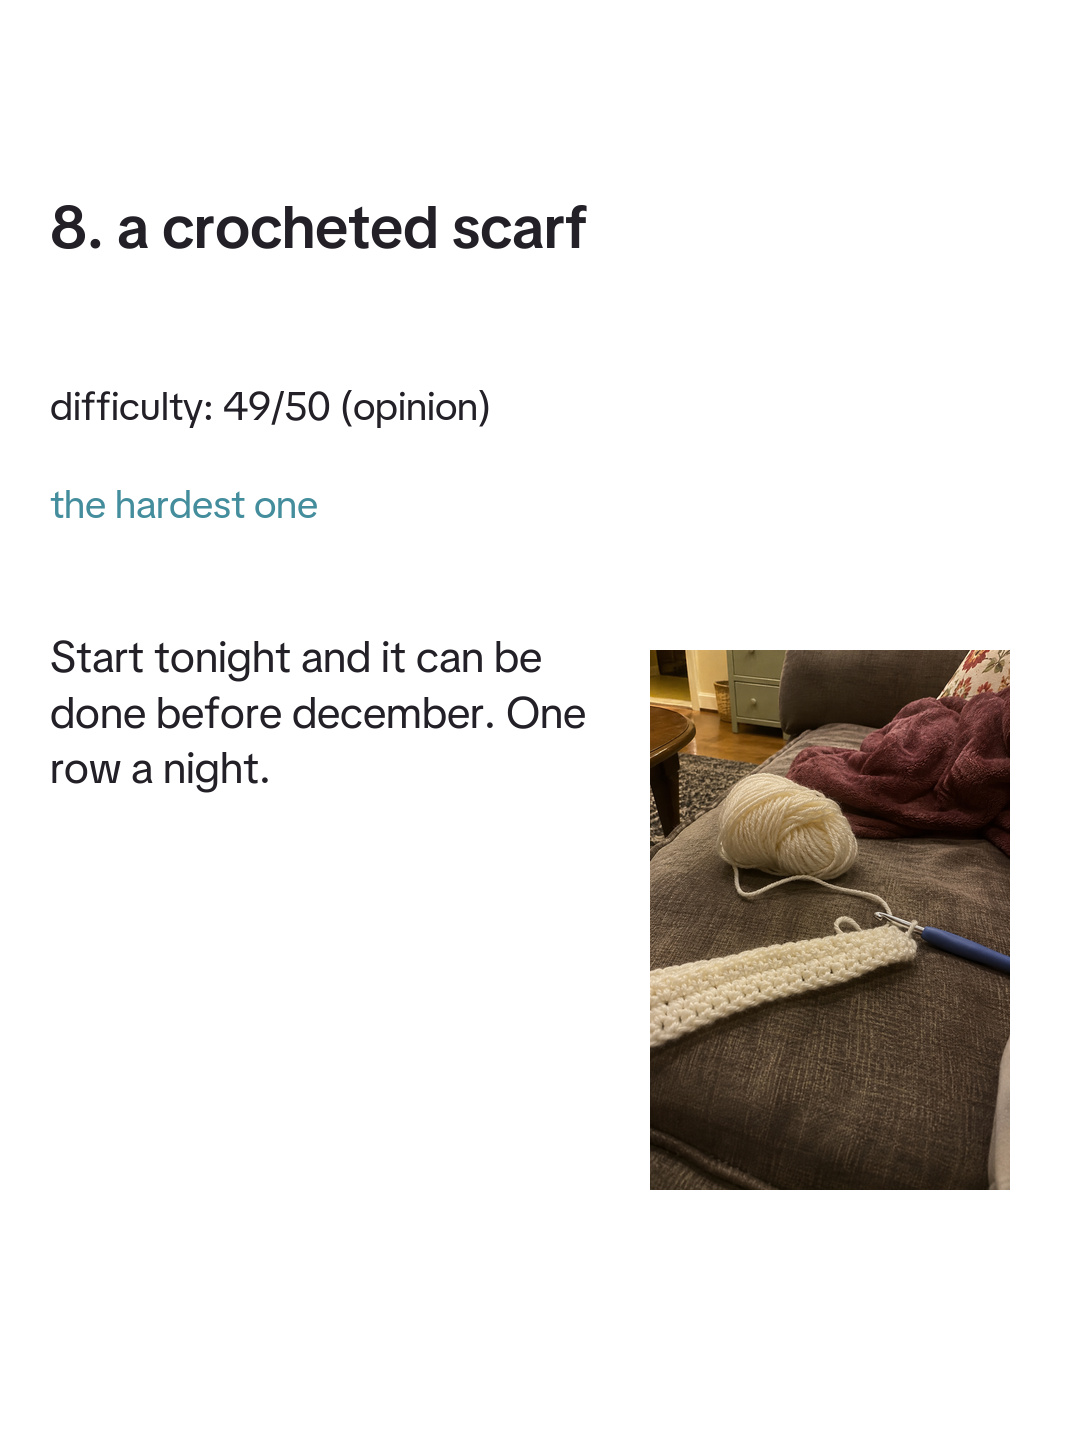 8. a crocheted scarf
difficulty: 49/50 (opinion)
the hardest one
Start tonight and it can be
done before december. One
row a night.